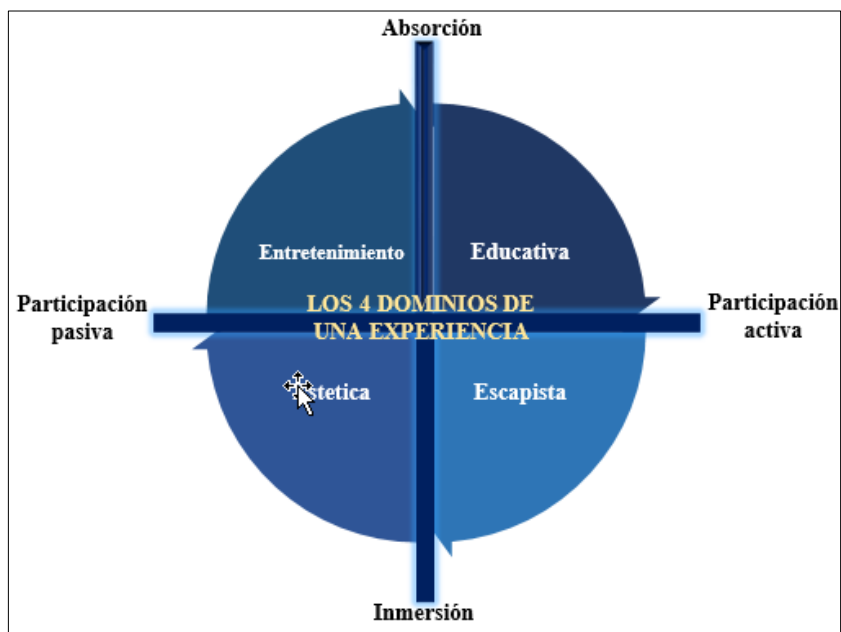 Absorción
Entretenimiento
Educativa
Participación
pasiva
LOS 4 DOMINIOS DE
UNA EXPERIENCIA
Participación
activa
Escapista
Inmersión